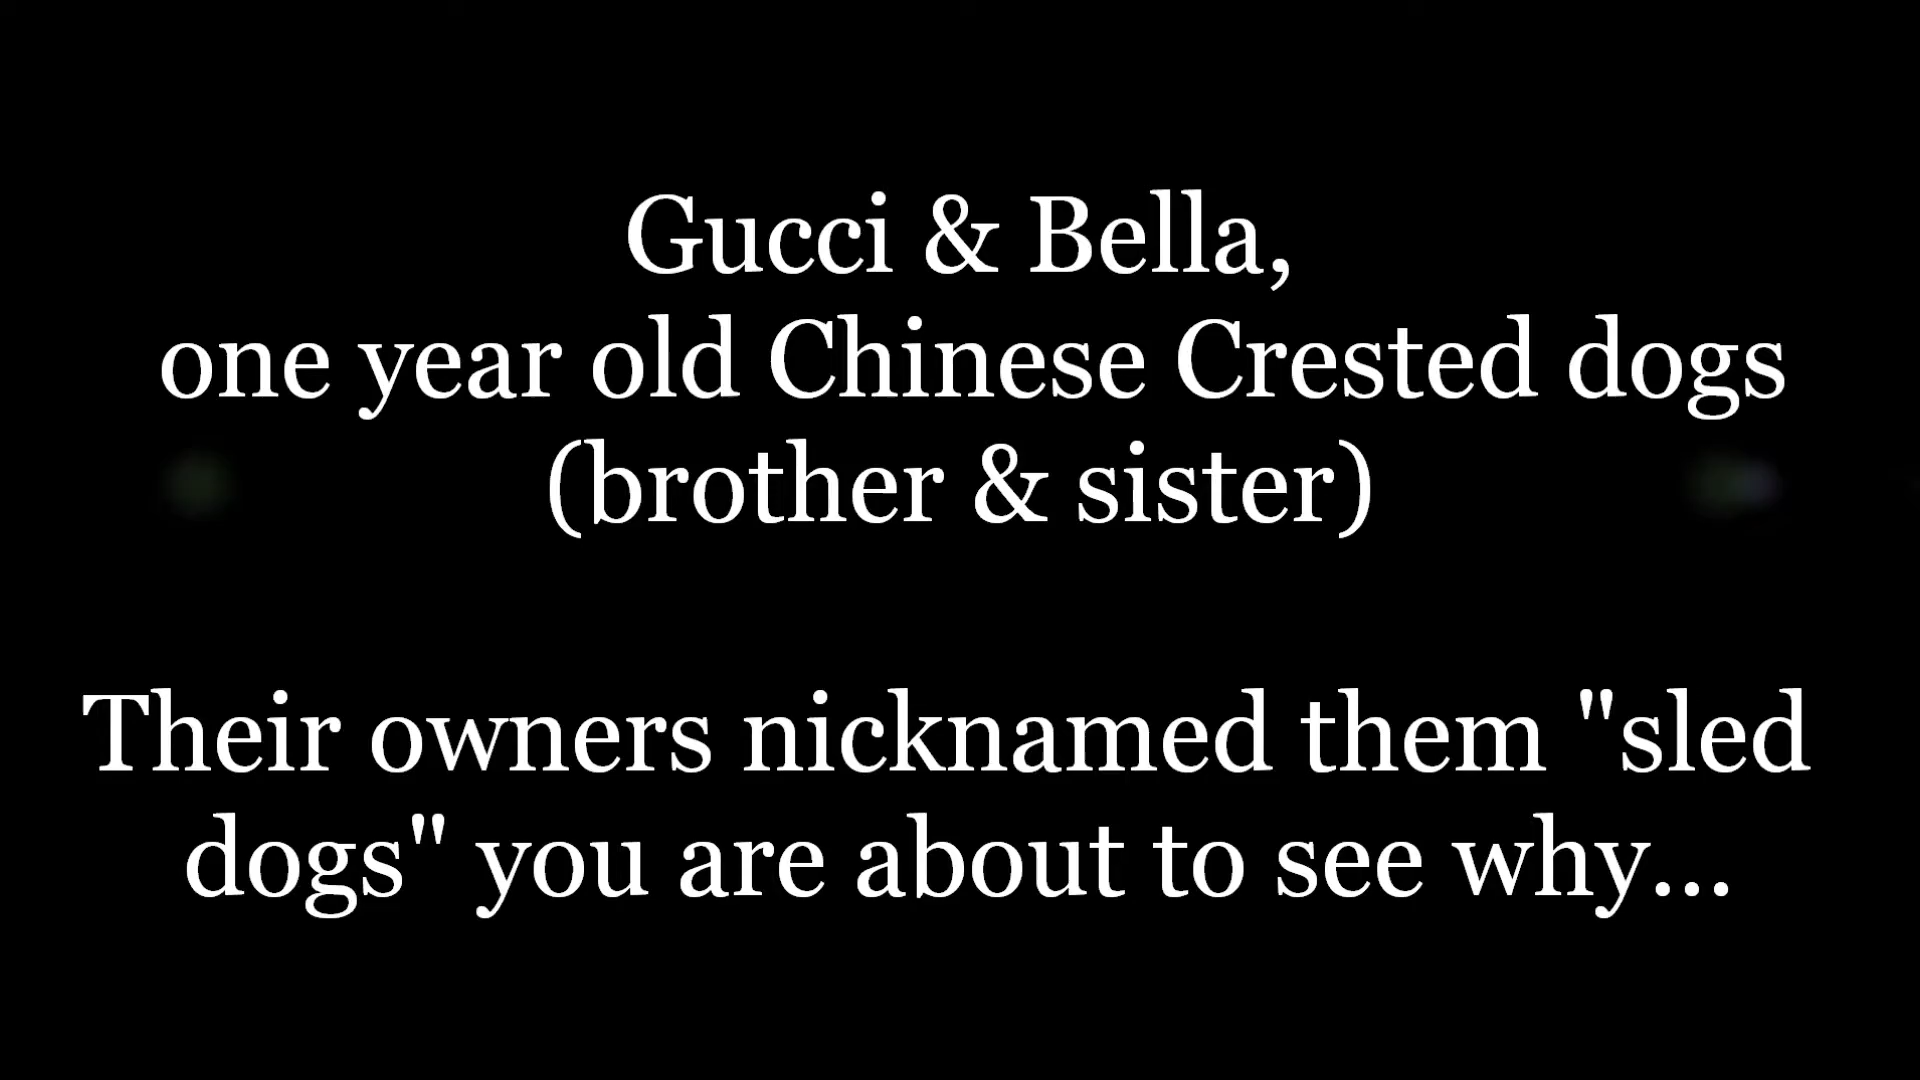 Gucci & Bella,
one year old Chinese Crested dogs
(brother & sister)
Their owners nicknamed them "sled
dogs" you are about to see why...